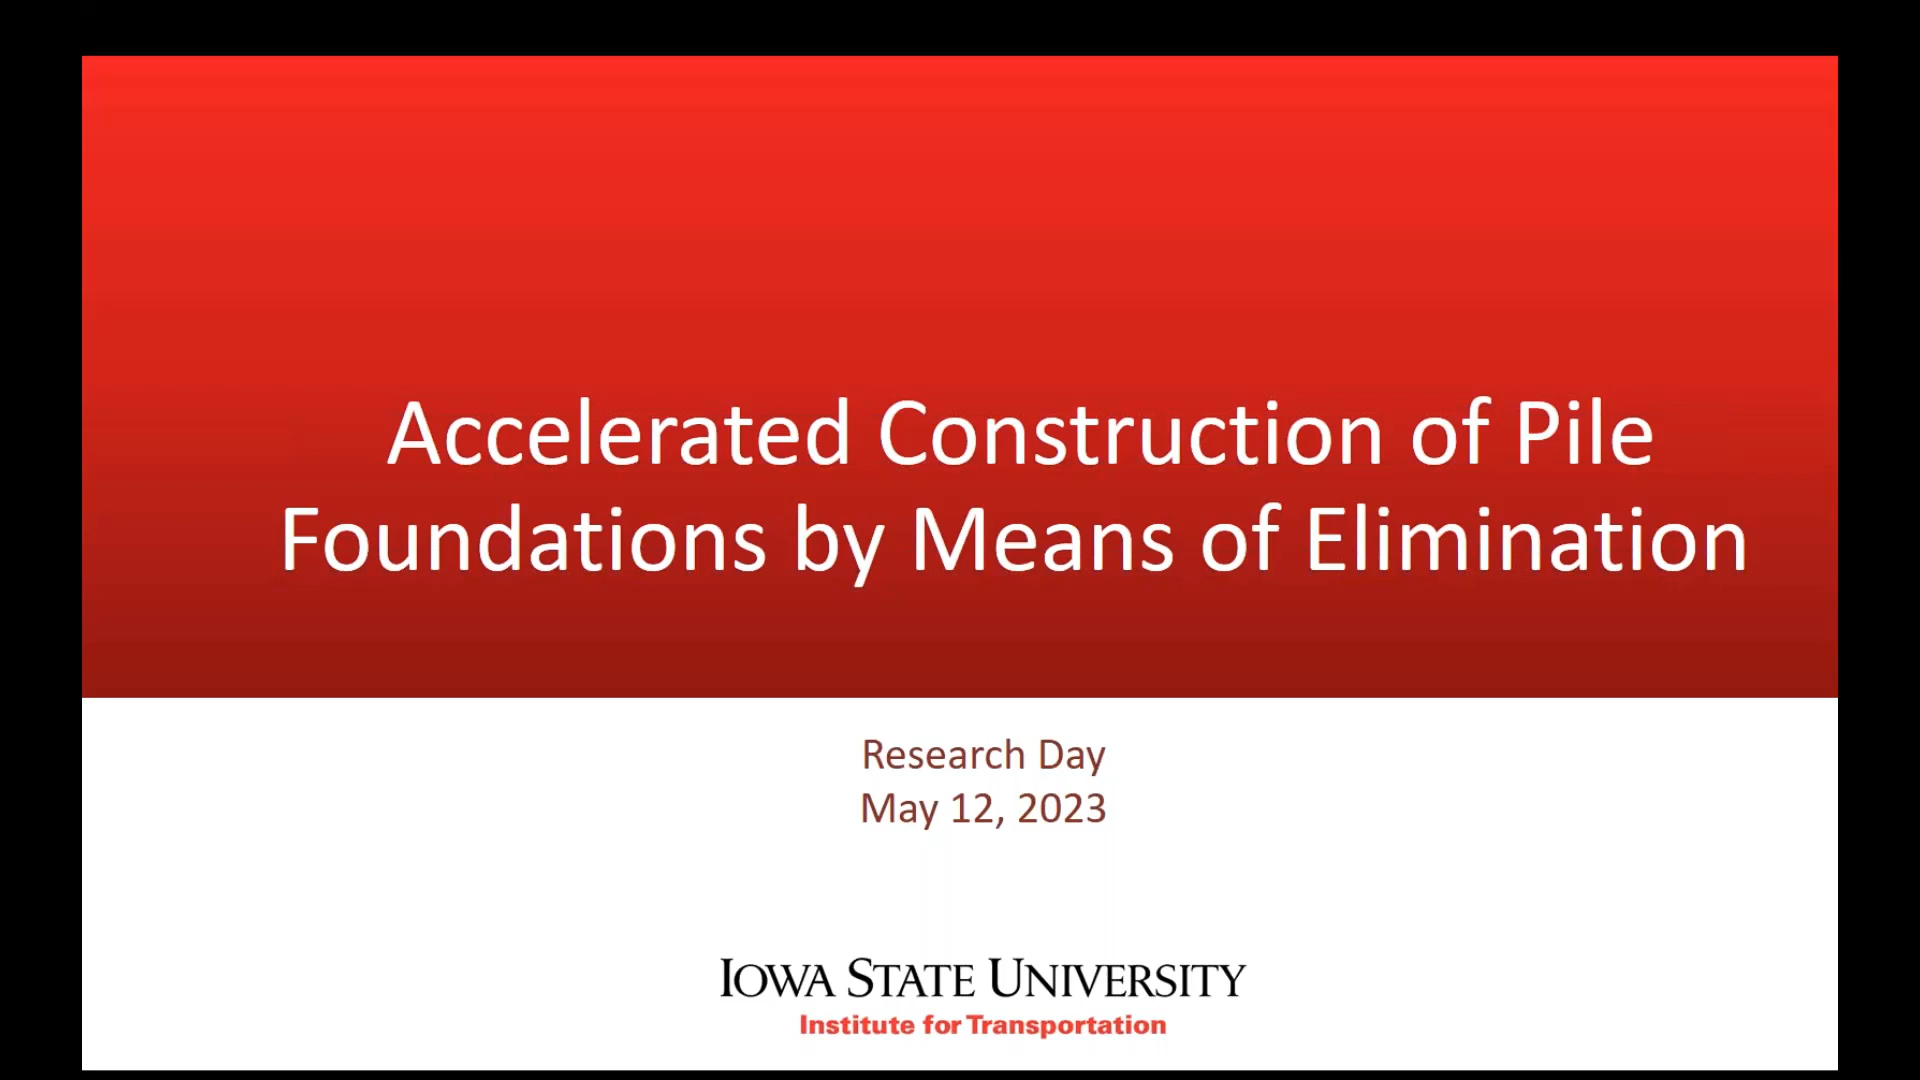 Accelerated Construction of Pile
Foundations by Means of Elimination
Research Day
May 12, 2023
IOWA STATE UNIVERSITY
Institute for Transportation